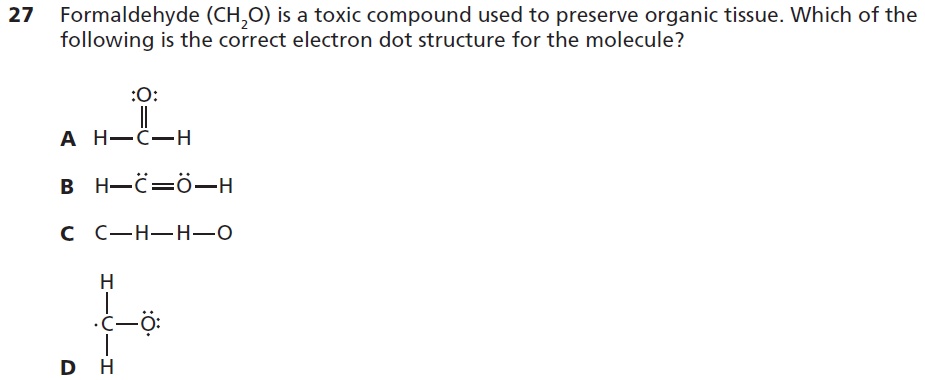 27 Formaldehyde (CH₂O) is a toxic compound used to preserve organic tissue. Which of the
following is the correct electron dot structure for the molecule?
:O:
||
A H—C—H
B H—C̈=Ö—H
C C—H—H—O
H
|
·C—Ö:
|
D H